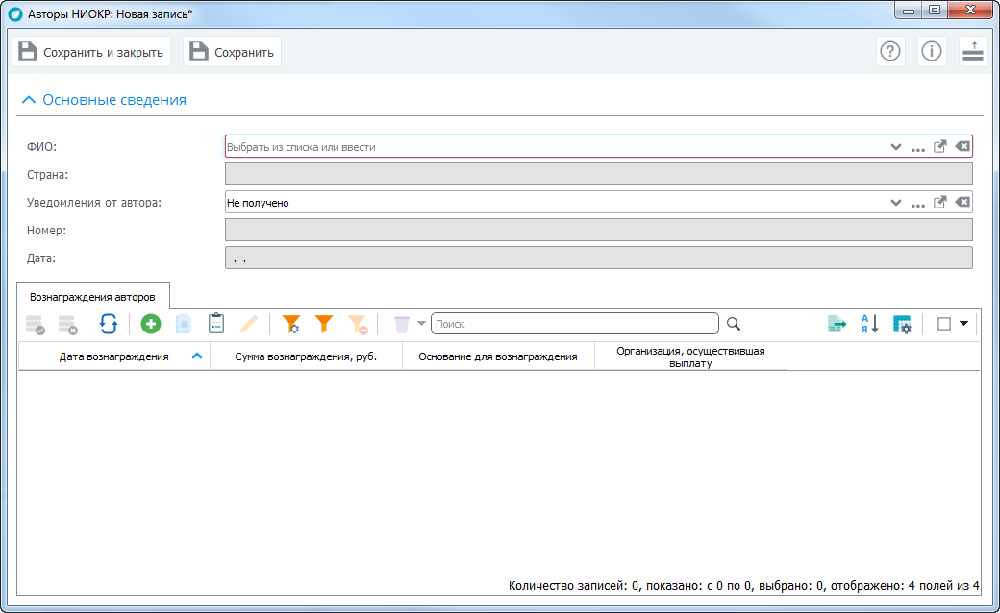 Авторы НИОКР: Новая запись*
Сохранить и закрыть
Сохранить
Основные сведения
ФИО:
Выбрать из списка или ввести
Страна:
Уведомления от автора:
Не получено
Номер:
Дата:
. .
Вознаграждения авторов
Поиск
А
Я
Дата вознаграждения
Сумма вознаграждения, руб.
Основание для вознаграждения
Организация, осуществившая
выплату
Количество записей: 0, показано: с 0 по 0, выбрано: 0, отображено: 4 полей из 4